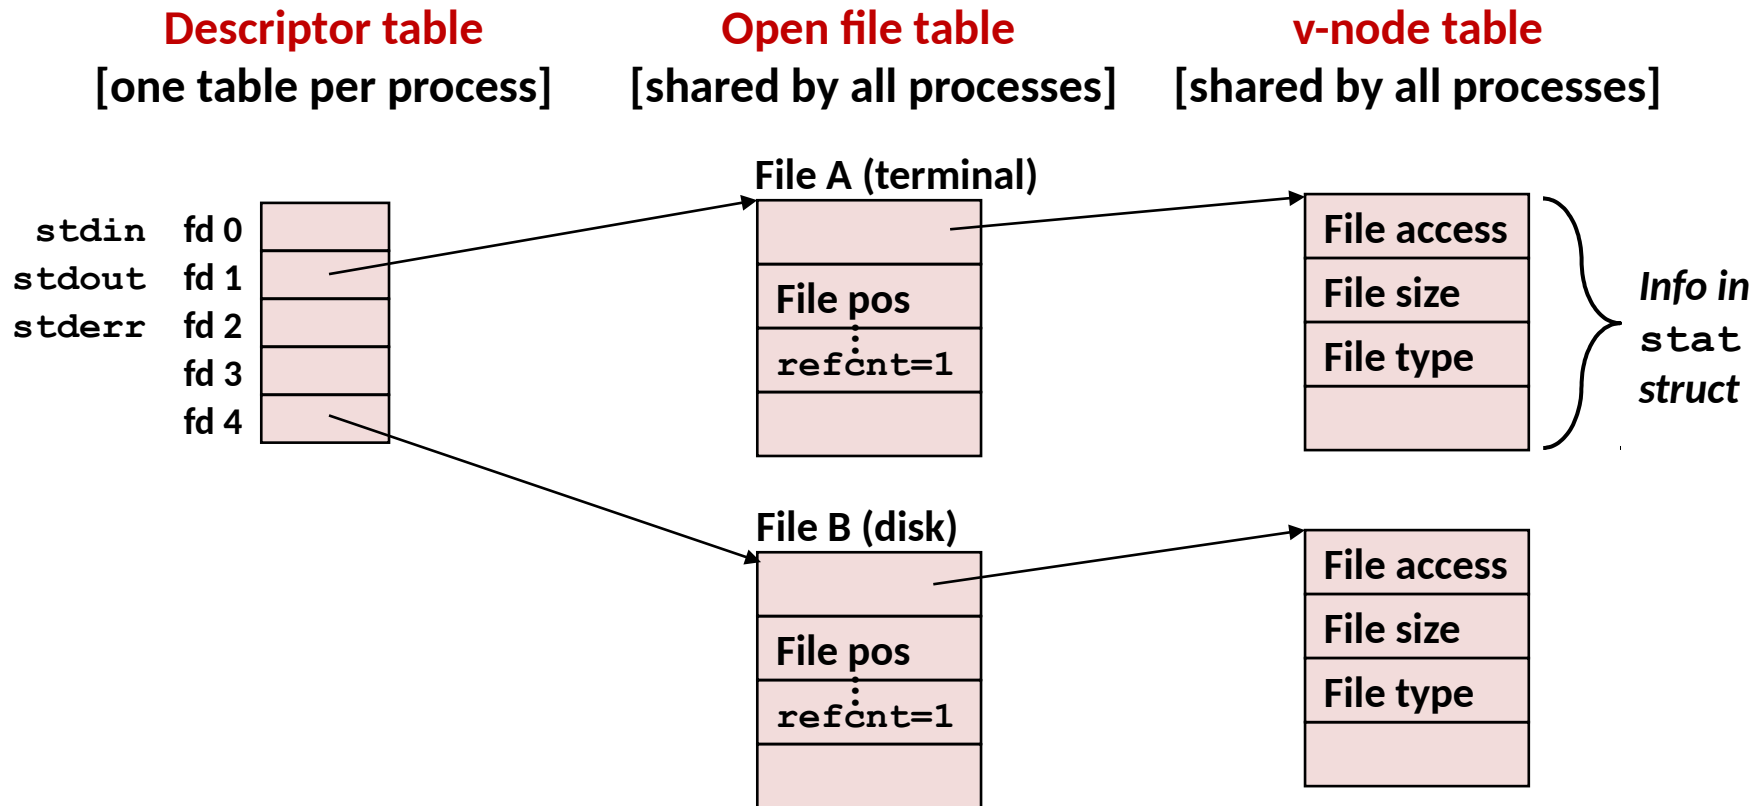 Descriptor table
[one table per process]
Open file table
[shared by all processes]
v-node table
[shared by all processes]
stdin fd 0
stdout fd 1
stderr fd 2
fd 3
fd 4
File A (terminal)
File pos
refcnt=1
File B (disk)
File pos
refcnt=1
File access
File size
File type
Info in
stat
struct
File access
File size
File type